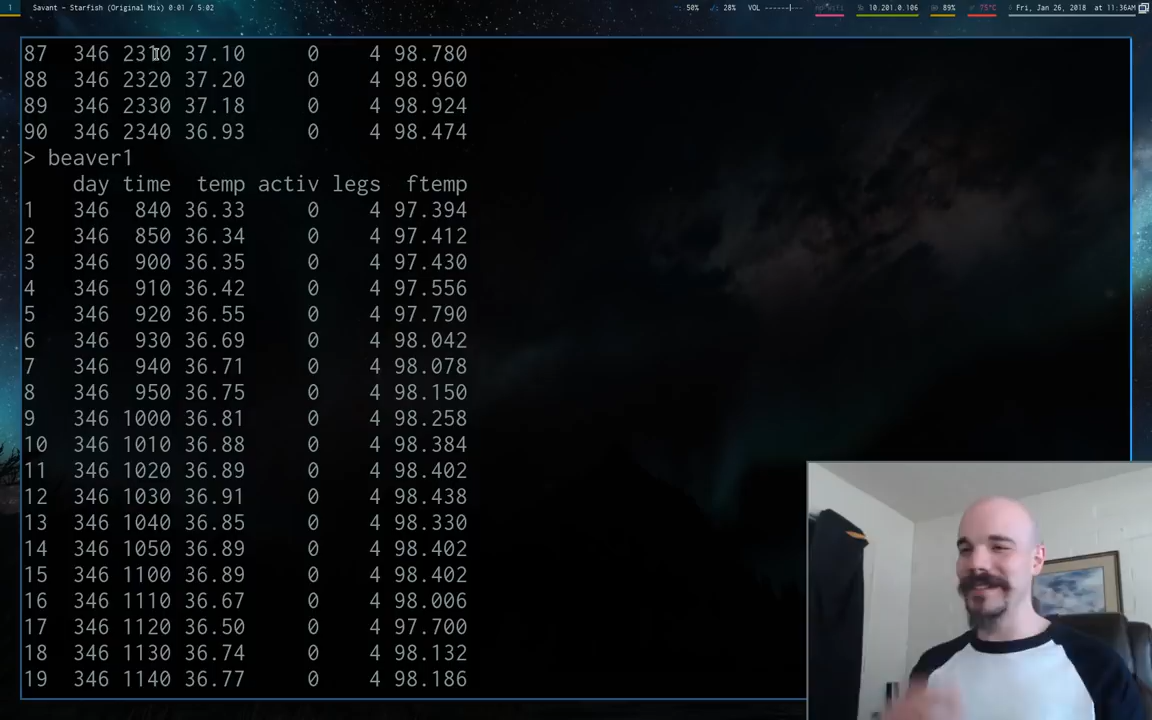 1 Savant - Starfish (Original Mix) 0:01 / 5:02 : 50% : 28% VOL 10.201.0.106 89% 75°C Fri, Jan 26, 2018 at 11:36AM
87 346 2310 37.10 0 4 98.780
88 346 2320 37.20 0 4 98.960
89 346 2330 37.18 0 4 98.924
90 346 2340 36.93 0 4 98.474
> beaver1
day time temp activ legs ftemp
1 346 840 36.33 0 4 97.394
2 346 850 36.34 0 4 97.412
3 346 900 36.35 0 4 97.430
4 346 910 36.42 0 4 97.556
5 346 920 36.55 0 4 97.790
6 346 930 36.69 0 4 98.042
7 346 940 36.71 0 4 98.078
8 346 950 36.75 0 4 98.150
9 346 1000 36.81 0 4 98.258
10 346 1010 36.88 0 4 98.384
11 346 1020 36.89 0 4 98.402
12 346 1030 36.91 0 4 98.438
13 346 1040 36.85 0 4 98.330
14 346 1050 36.89 0 4 98.402
15 346 1100 36.89 0 4 98.402
16 346 1110 36.67 0 4 98.006
17 346 1120 36.50 0 4 97.700
18 346 1130 36.74 0 4 98.132
19 346 1140 36.77 0 4 98.186